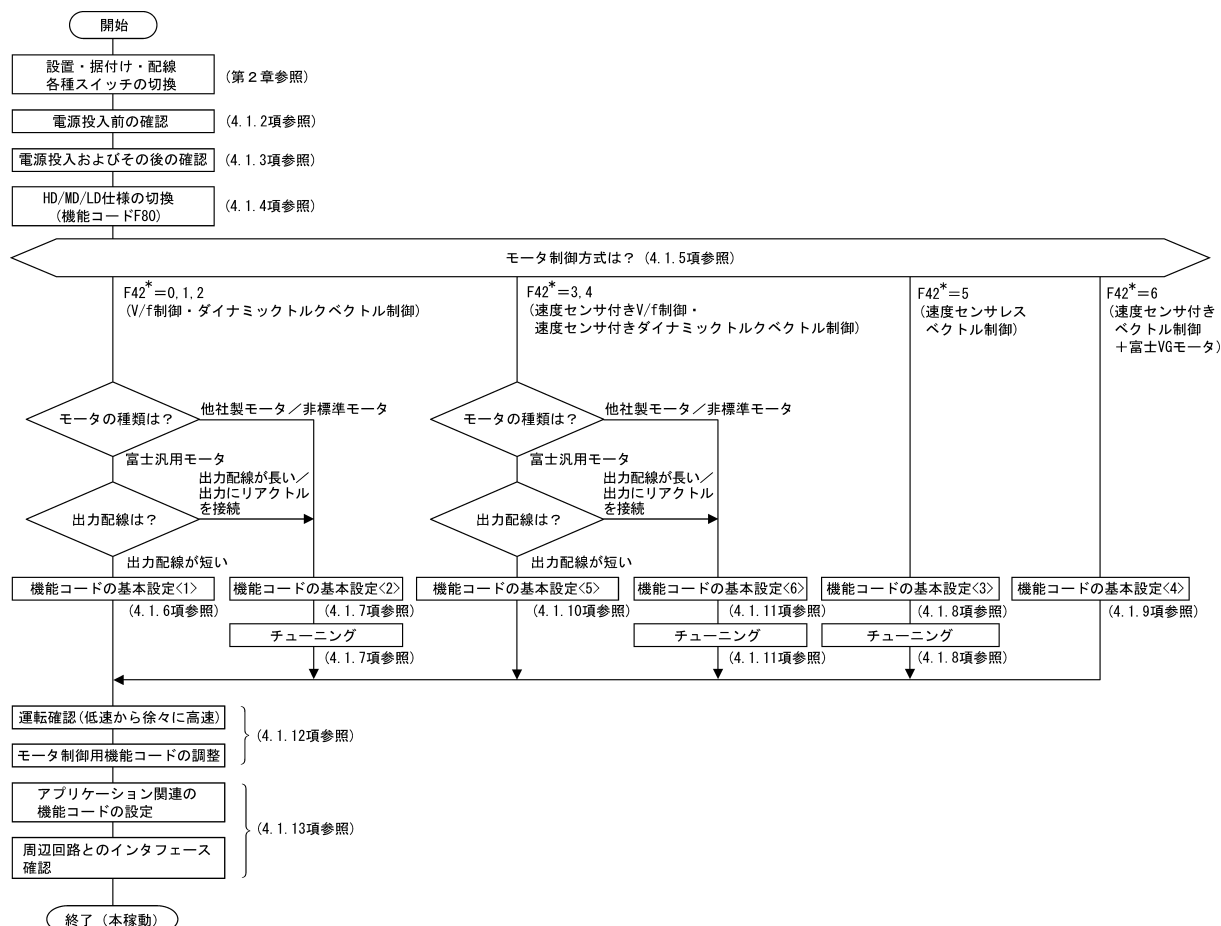 開始
設置・据付け・配線
各種スイッチの切換
(第２章参照)
電源投入前の確認
(4.1.2項参照)
電源投入およびその後の確認
(4.1.3項参照)
HD/MD/LD仕様の切換
(機能コードF80)
(4.1.4項参照)
モータ制御方式は？(4.1.5項参照)
F42*＝0,1,2
(V/f制御・ダイナミックトルクベクトル制御)
F42*＝3,4
(速度センサ付きV/f制御・
速度センサ付きダイナミックトルクベクトル制御)
F42*＝5
(速度センサレス
ベクトル制御)
F42*＝6
(速度センサ付き
ベクトル制御
＋富士VGモータ)
モータの種類は？
他社製モータ／非標準モータ
富士汎用モータ
出力配線が長い／
出力にリアクトル
を接続
出力配線は？
出力配線が短い
モータの種類は？
他社製モータ／非標準モータ
富士汎用モータ
出力配線が長い／
出力にリアクトル
を接続
出力配線は？
出力配線が短い
機能コードの基本設定<1>
(4.1.6項参照)
機能コードの基本設定<2>
(4.1.7項参照)
機能コードの基本設定<5>
(4.1.10項参照)
機能コードの基本設定<6>
(4.1.11項参照)
機能コードの基本設定<3>
(4.1.8項参照)
機能コードの基本設定<4>
(4.1.9項参照)
チューニング
(4.1.7項参照)
チューニング
(4.1.11項参照)
チューニング
(4.1.8項参照)
運転確認(低速から徐々に高速)
モータ制御用機能コードの調整
(4.1.12項参照)
アプリケーション関連の
機能コードの設定
周辺回路とのインタフェース
確認
(4.1.13項参照)
終了(本稼動)